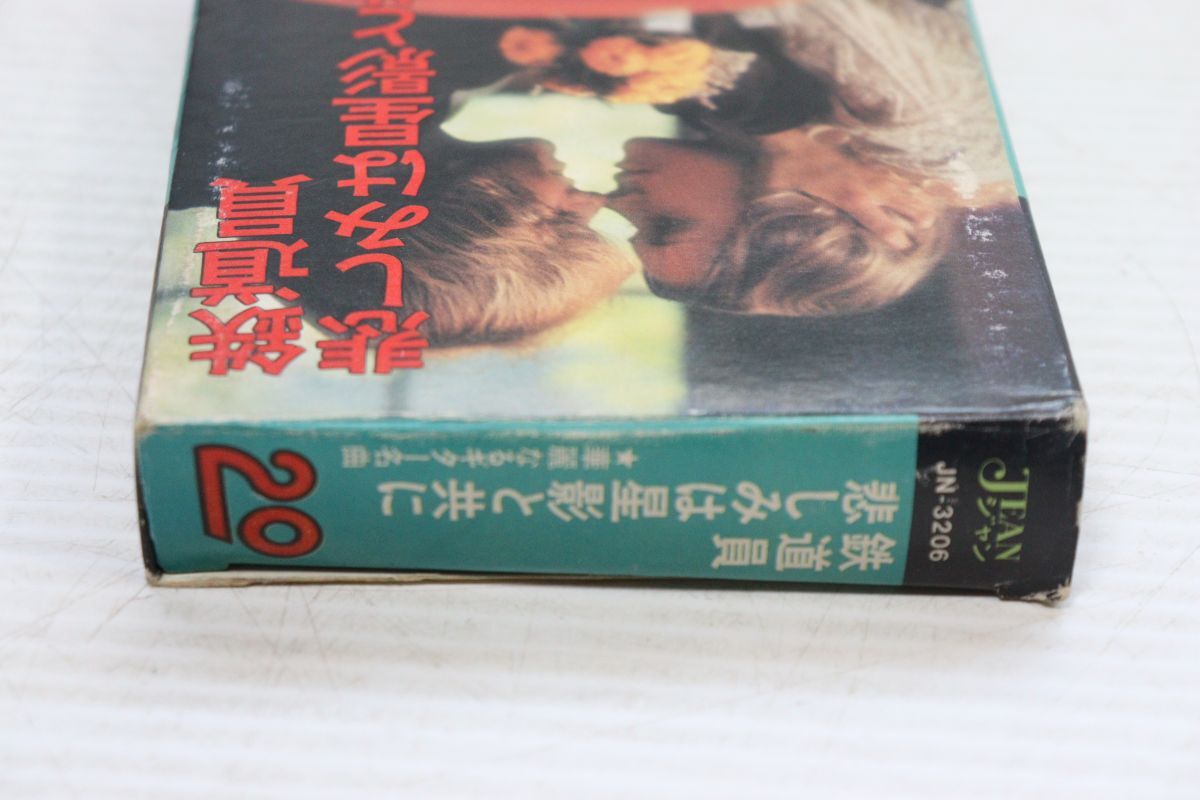 鉄道員
悲しみは星影と
JEAN
ジャン
JN-3206
鉄道員
悲しみは星影と共に
★華麗なるギター名曲
20